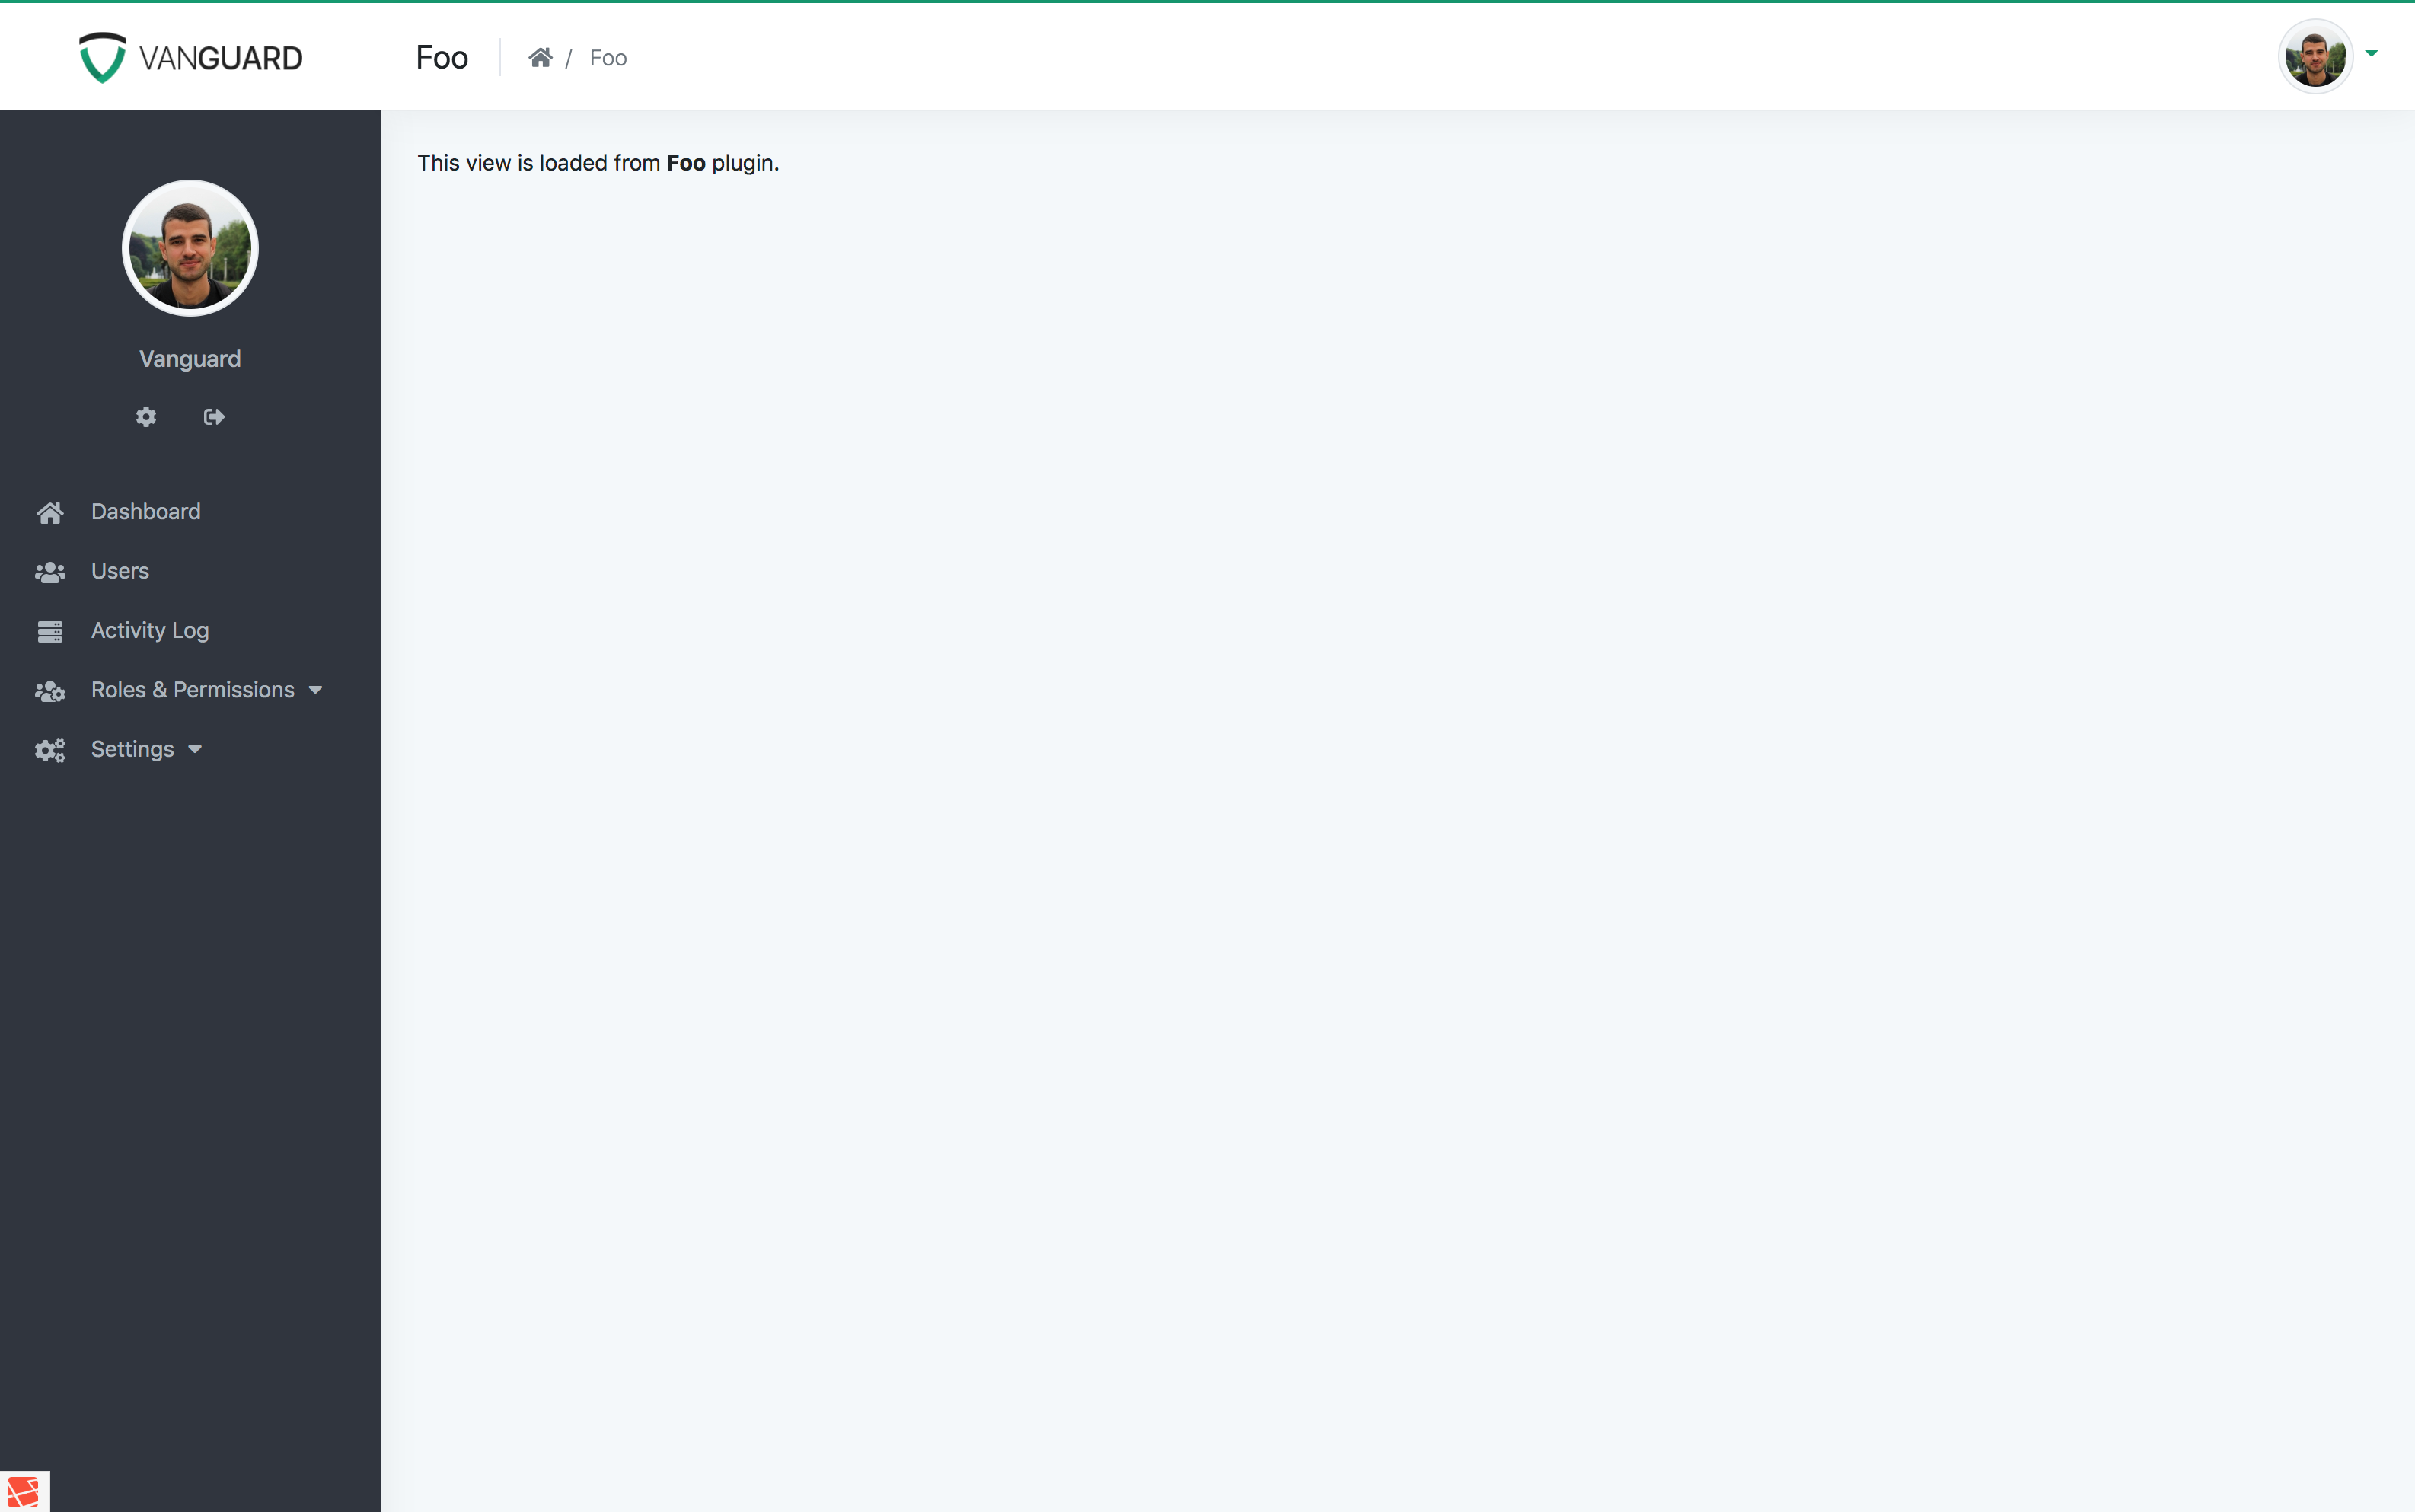 VANGUARD
Foo
/ Foo
This view is loaded from Foo plugin.
Vanguard
Dashboard
Users
Activity Log
Roles & Permissions
Settings